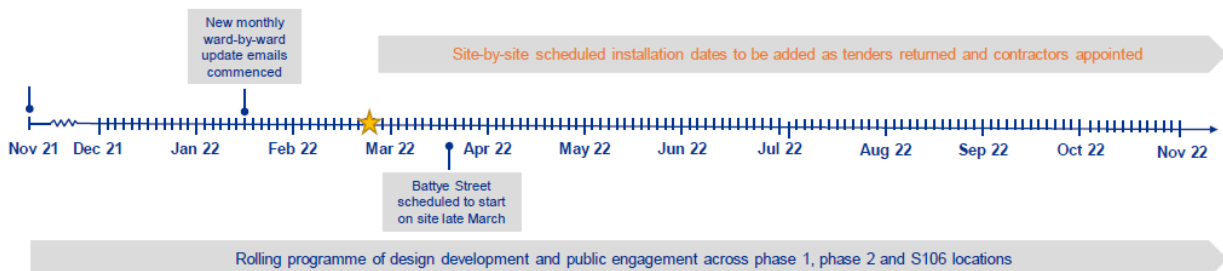 New monthly
ward-by-ward
update emails
commenced
Site-by-site scheduled installation dates to be added as tenders returned and contractors appointed
Nov 21 Dec 21 Jan 22 Feb 22 Mar 22 Apr 22 May 22 Jun 22 Jul 22 Aug 22 Sep 22 Oct 22 Nov 22
Battye Street
scheduled to start
on site late March
Rolling programme of design development and public engagement across phase 1, phase 2 and S106 locations